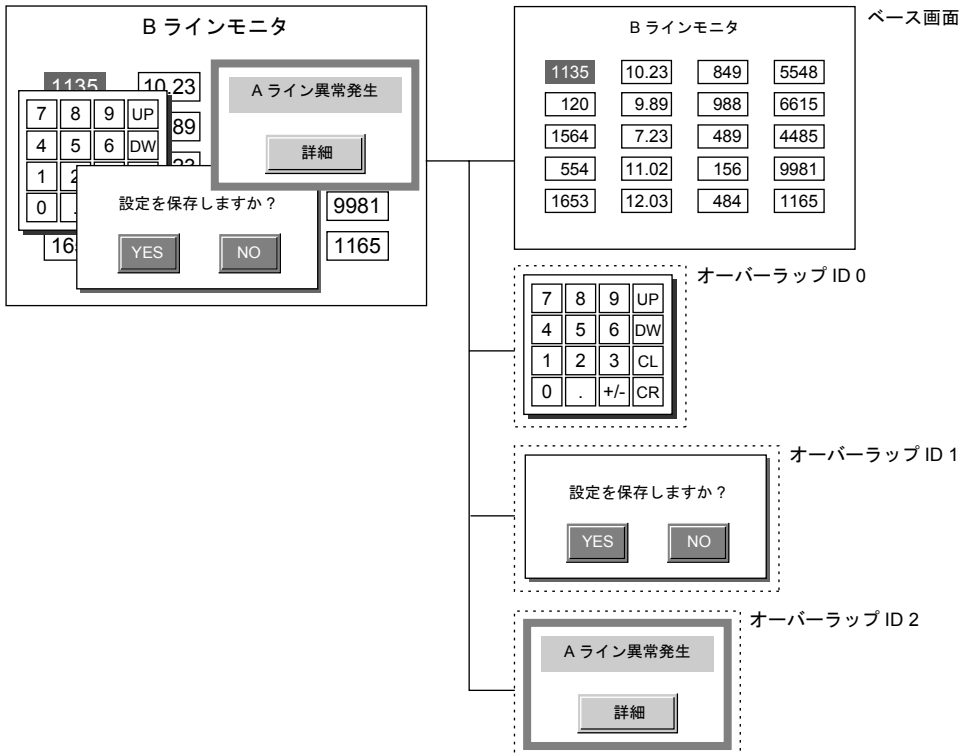 B ラインモニタ
1135 10.23
A ライン異常発生
詳細
7 8 9 UP
89
4 5 6 DW
1 2
0 .
設定を保存しますか ?
YES NO
9981
1165
ベース画面
B ラインモニタ
1135 10.23 849 5548
120 9.89 988 6615
1564 7.23 489 4485
554 11.02 156 9981
1653 12.03 484 1165
オーバーラップ ID 0
7 8 9 UP
4 5 6 DW
1 2 3 CL
0 . +/- CR
オーバーラップ ID 1
設定を保存しますか ?
YES NO
オーバーラップ ID 2
A ライン異常発生
詳細